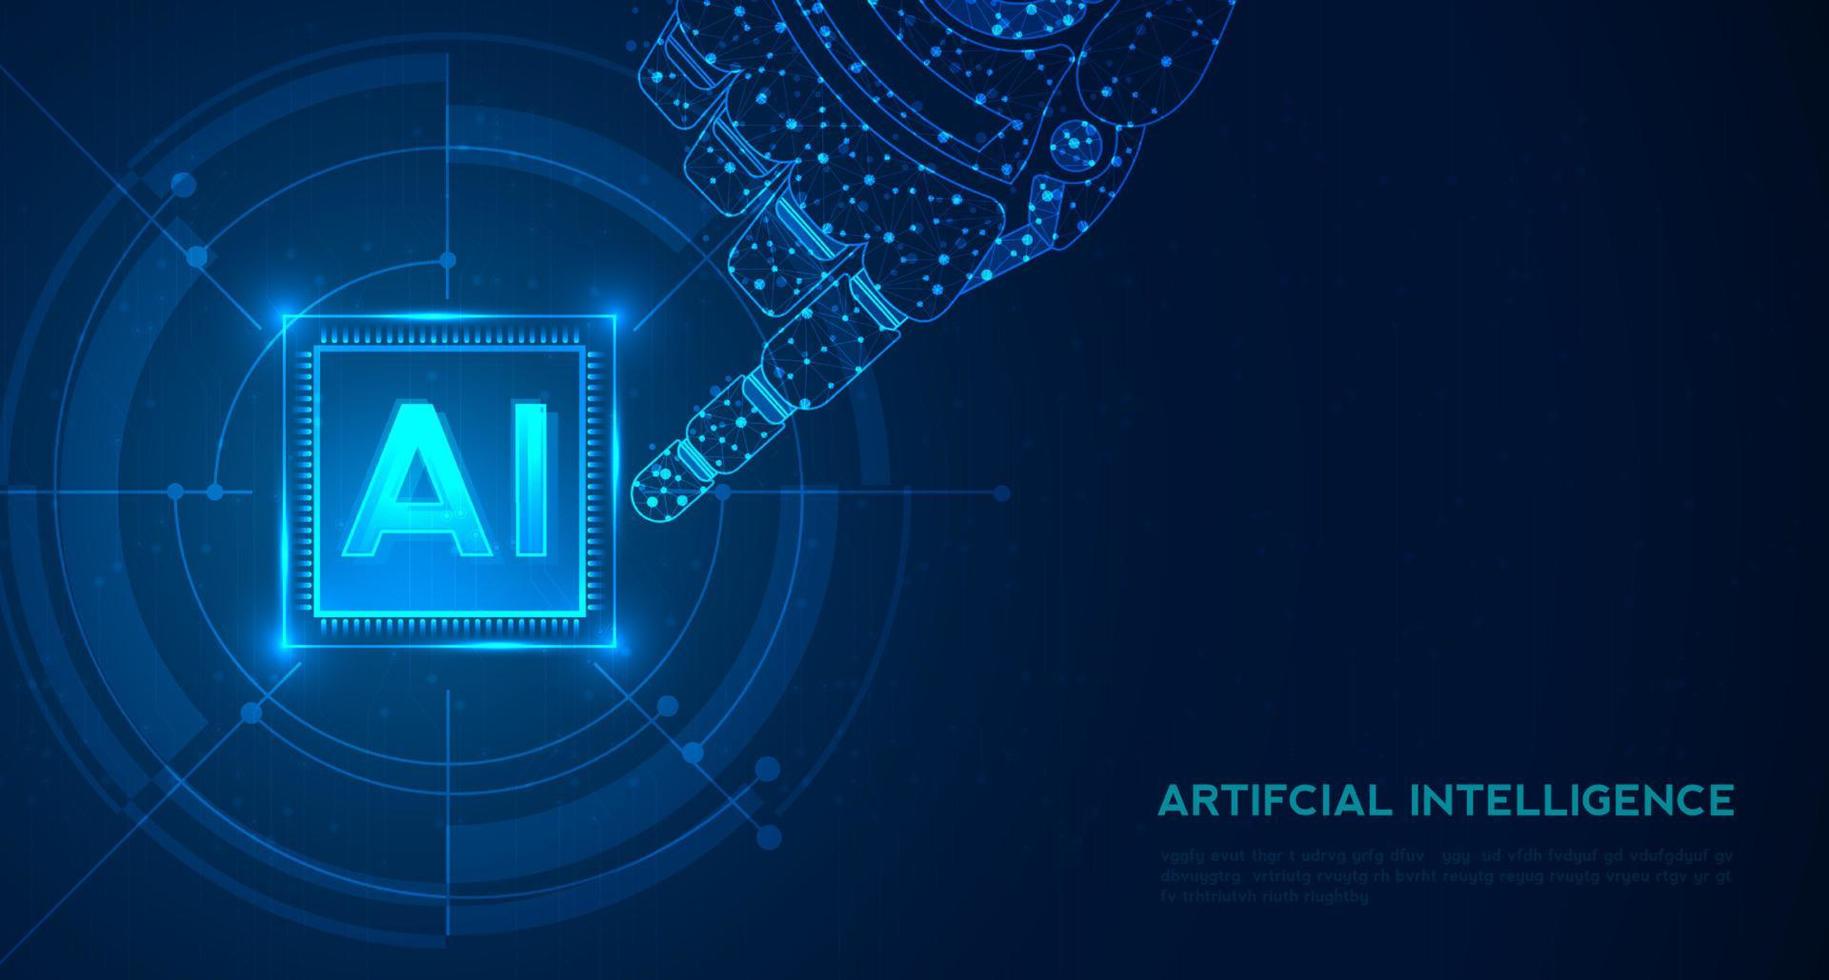 AI
ARTIFCIAL INTELLIGENCE
vggfy evut thgr t udrvg yrfg dfuv ygy sid vfdh fvdyuf gd vdufgdyuf gv
dbvuygtrg vrtriutg rvuytg rh bvrht reuytg reyug rvuytg vryeu rtgv yr gt
fv trhtriutvh riuth riughtby